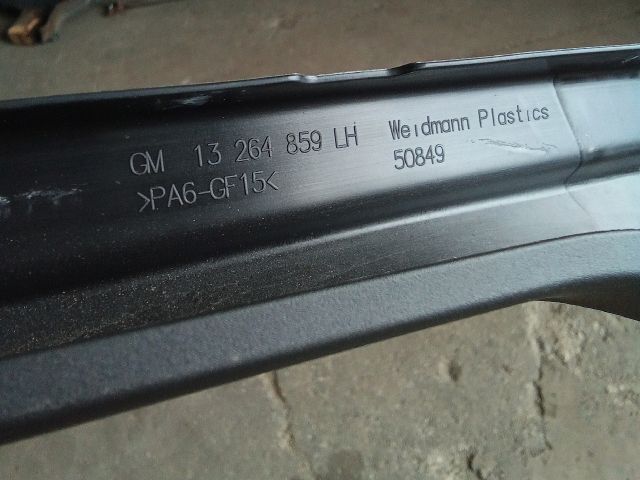 GM 13 264 859 LH Weidmann Plastics
>PA6-GF15< 50849